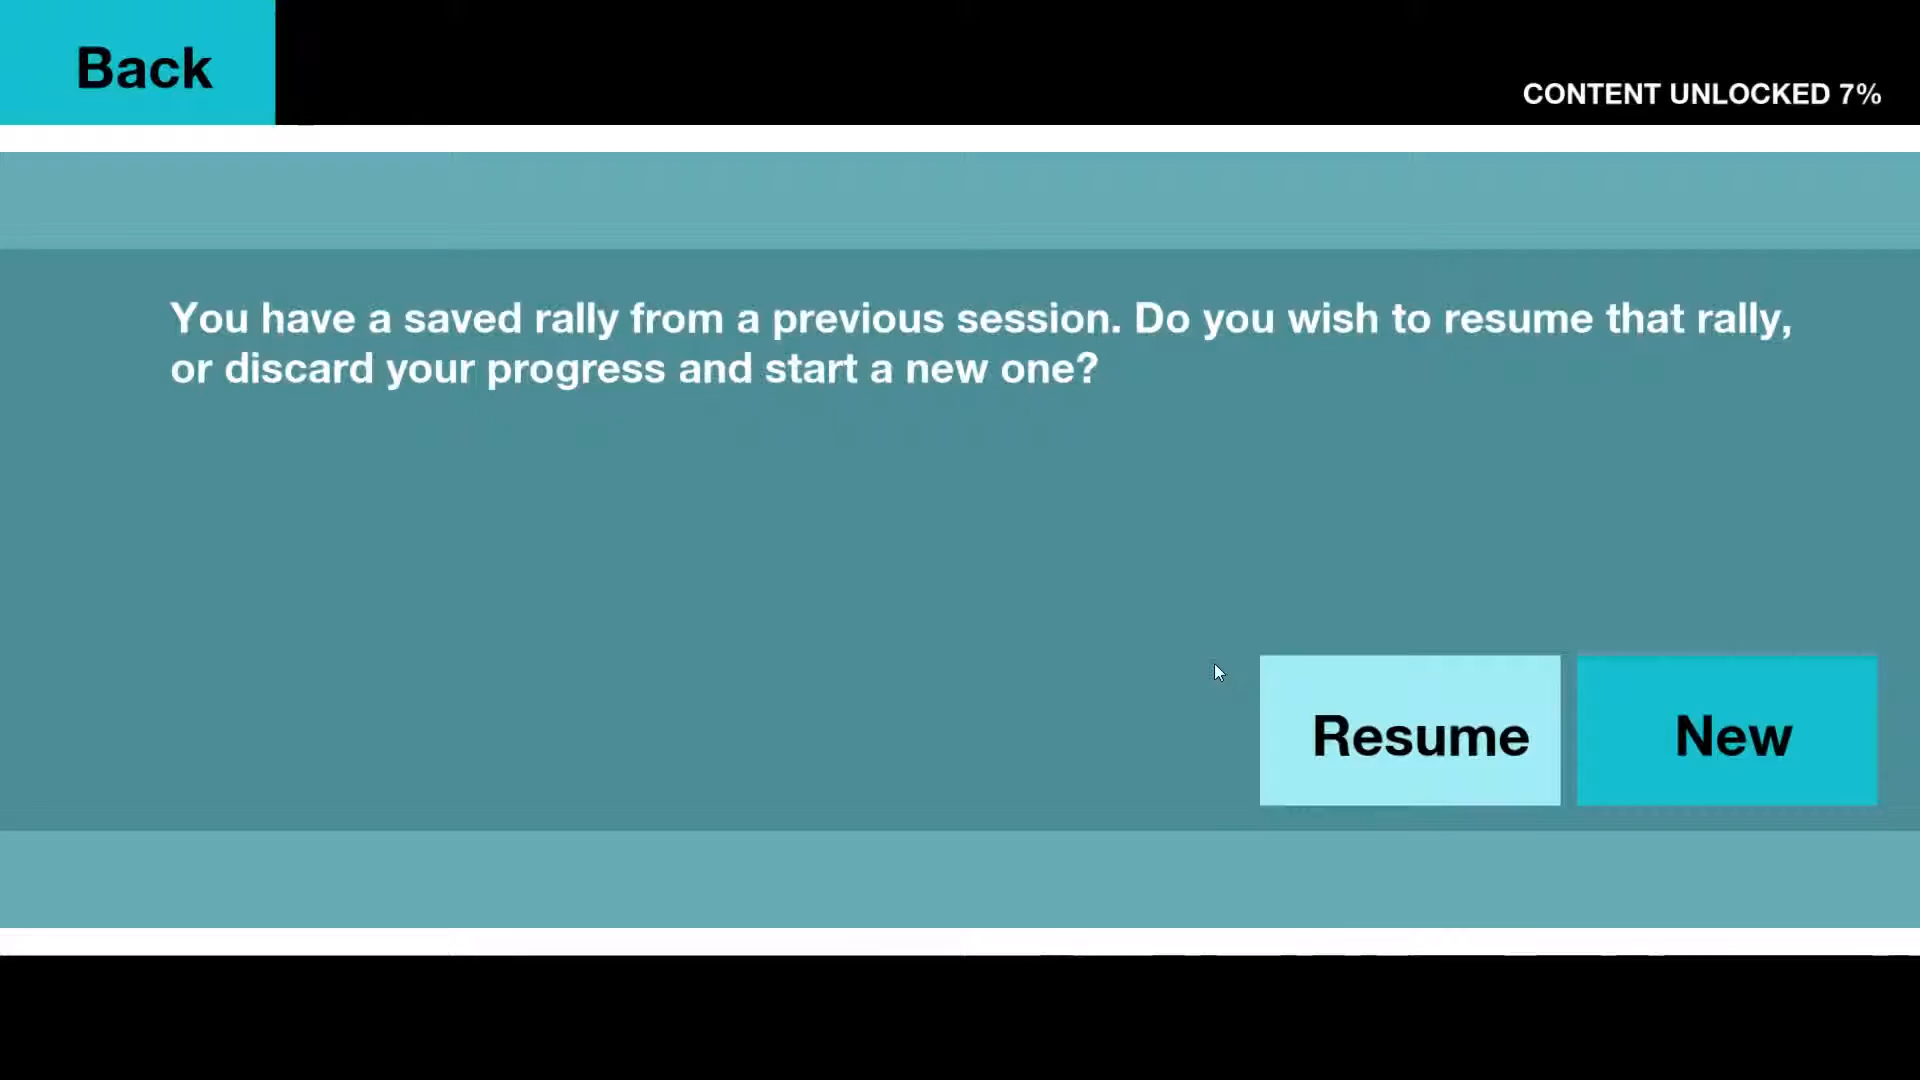 Back
CONTENT UNLOCKED 7%
You have a saved rally from a previous session. Do you wish to resume that rally,
or discard your progress and start a new one?
Resume
New